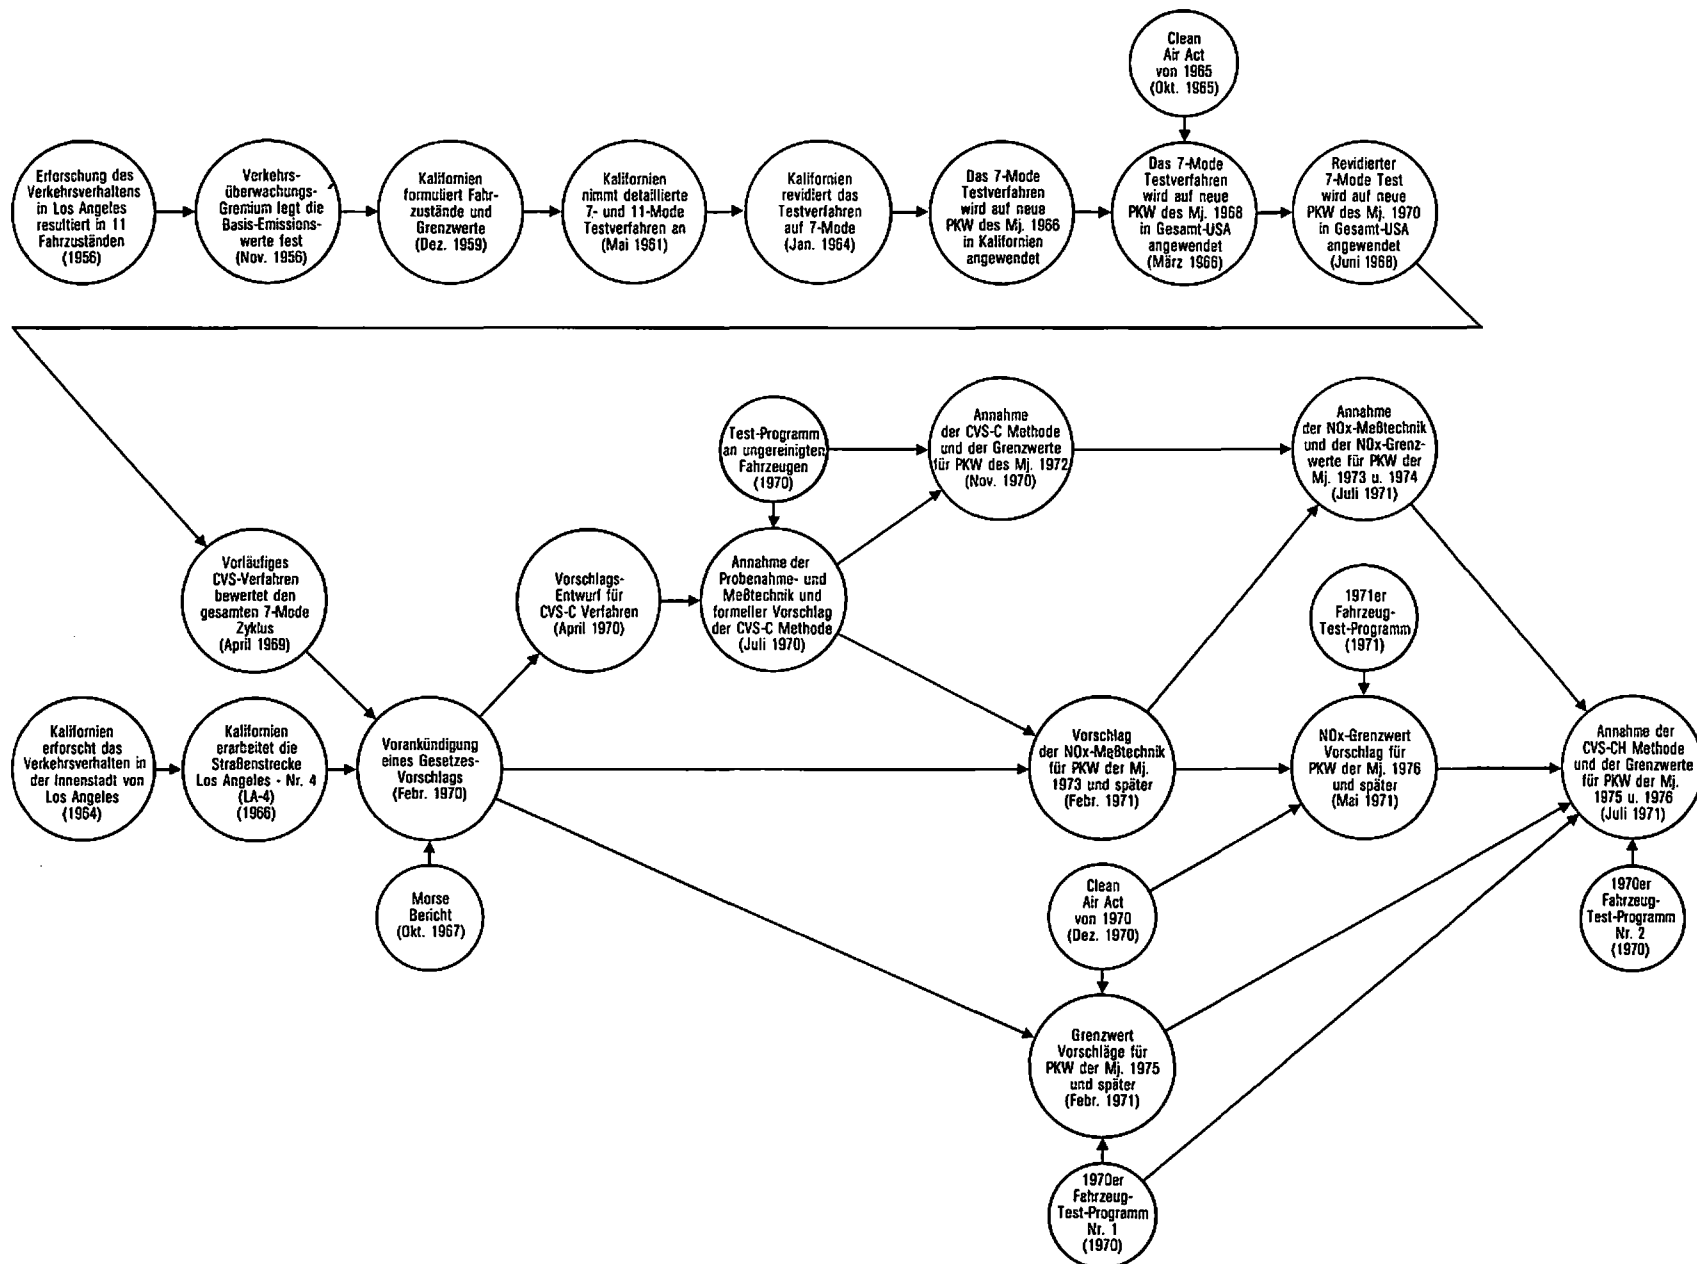 Clean
Air Act
von 1965
(Okt. 1965)
Erforschung des
Verkehrsverhaltens
in Los Angeles
resultiert in 11
Fahrzuständen
(1956)
Verkehrs-
überwachungs-
Gremium legt die
Basis-Emissions-
werte fest
(Nov. 1956)
Kalifornien
formuliert Fahr-
zustände und
Grenzwerte
(Dez. 1959)
Kalifornien
nimmt detaillierte
7- und 11-Mode
Testverfahren an
(Mai 1961)
Kalifornien
revidiert das
Testverfahren
auf 7-Mode
(Jan. 1964)
Das 7-Mode
Testverfahren
wird auf neue
PKW des Mj. 1966
in Kalifornien
angewendet
Das 7-Mode
Testverfahren
wird auf neue
PKW des Mj. 1968
in Gesamt-USA
angewendet
(März 1966)
Revidierter
7-Mode Test
wird auf neue
PKW des Mj. 1970
in Gesamt-USA
angewendet
(Juni 1968)
Test-Programm
an ungereinigten
Fahrzeugen
(1970)
Annahme
der CVS-C Methode
und der Grenzwerte
für PKW des Mj. 1972
(Nov. 1970)
Annahme
der NOx-Meßtechnik
und der NOx-Grenz-
werte für PKW der
Mj. 1973 u. 1974
(Juli 1971)
Vorläufiges
CVS-Verfahren
bewertet den
gesamten 7-Mode
Zyklus
(April 1969)
Vorschlags-
Entwurf für
CVS-C Verfahren
(April 1970)
Annahme der
Probenahme- und
Meßtechnik und
formeller Vorschlag
der CVS-C Methode
(Juli 1970)
1971er
Fahrzeug-
Test-Programm
(1971)
Kalifornien
erforscht das
Verkehrsverhalten in
der Innenstadt von
Los Angeles
(1964)
Kalifornien
erarbeitet die
Straßenstrecke
Los Angeles - Nr. 4
(LA-4)
(1966)
Vorankündigung
eines Gesetzes-
Vorschlags
(Febr. 1970)
Vorschlag
der NOx-Meßtechnik
für PKW der Mj.
1973 und später
(Febr. 1971)
NOx-Grenzwert
Vorschlag für
PKW der Mj. 1976
und später
(Mai 1971)
Annahme der
CVS-CH Methode
und der Grenzwerte
für PKW der Mj.
1975 u. 1976
(Juli 1971)
Morse
Bericht
(Okt. 1967)
Clean
Air Act
von 1970
(Dez. 1970)
1970er
Fahrzeug-
Test-Programm
Nr. 2
(1970)
Grenzwert
Vorschläge für
PKW der Mj. 1975
und später
(Febr. 1971)
1970er
Fahrzeug-
Test-Programm
Nr. 1
(1970)